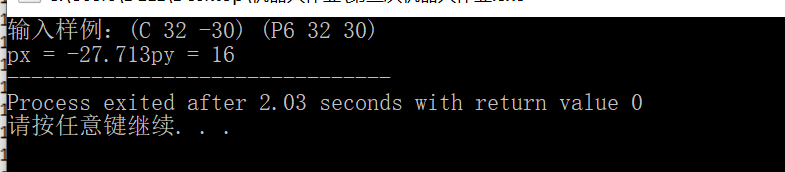 输入样例：(C 32 -30) (P6 32 30)
px = -27.713py = 16
--------------------------------
Process exited after 2.03 seconds with return value 0
请按任意键继续. . .